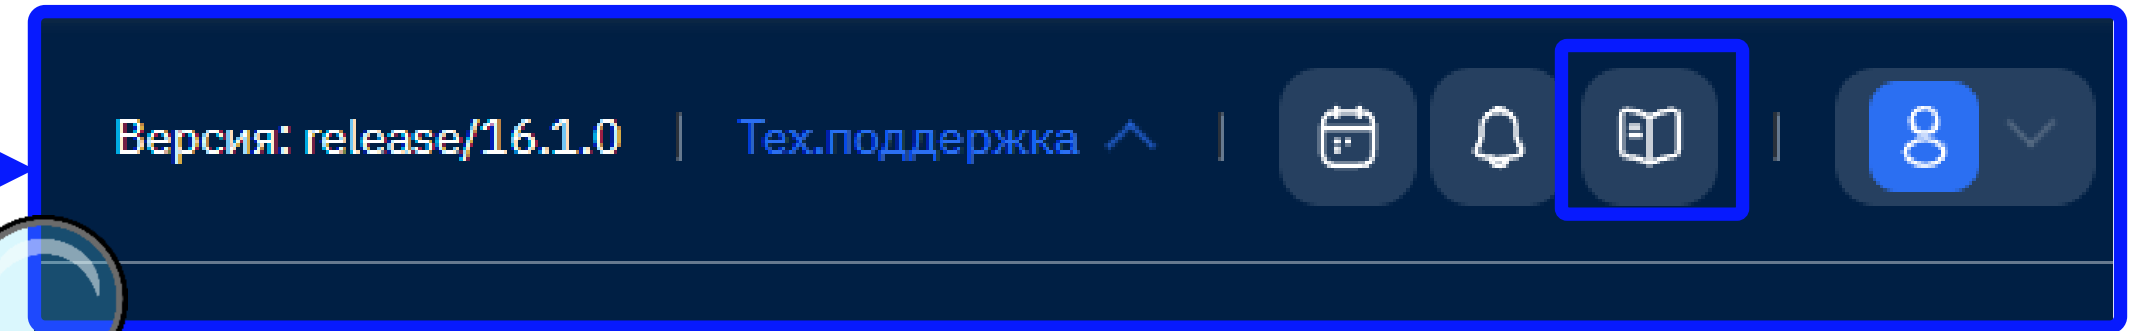 Версия: release/16.1.0 | Тех.поддержка